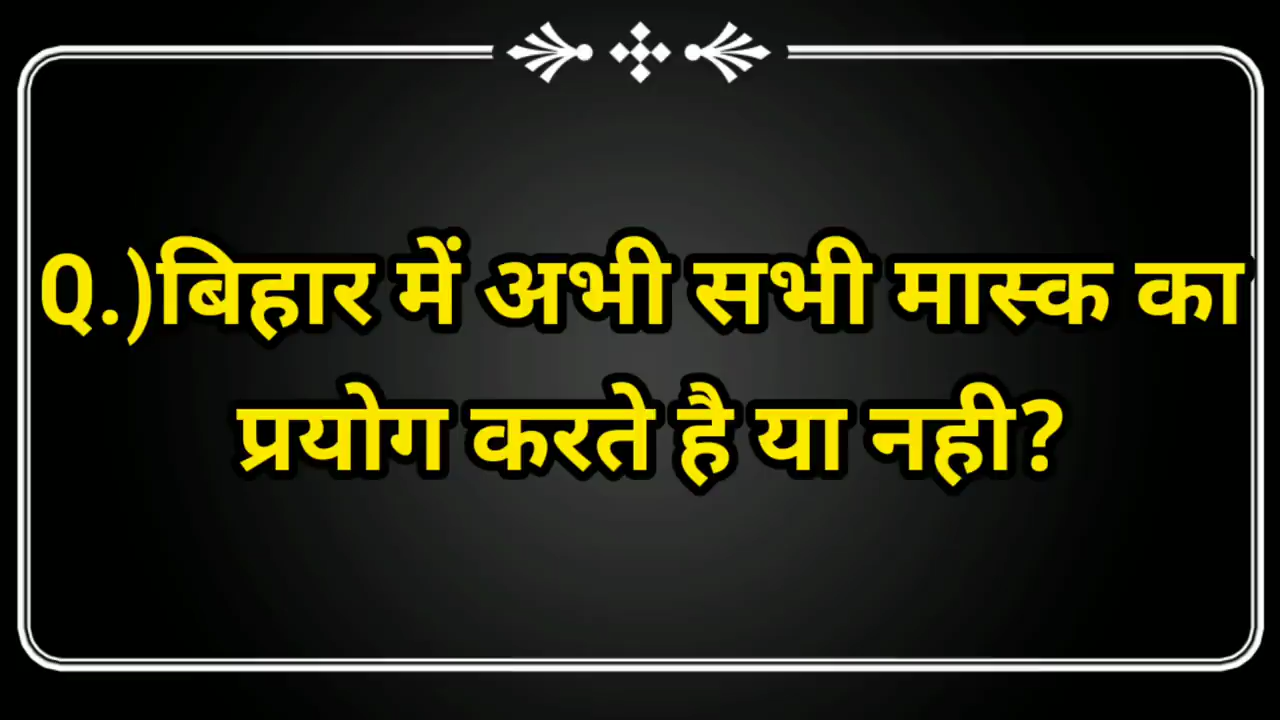 Q.)बिहार में अभी सभी मास्क का
प्रयोग करते है या नही?